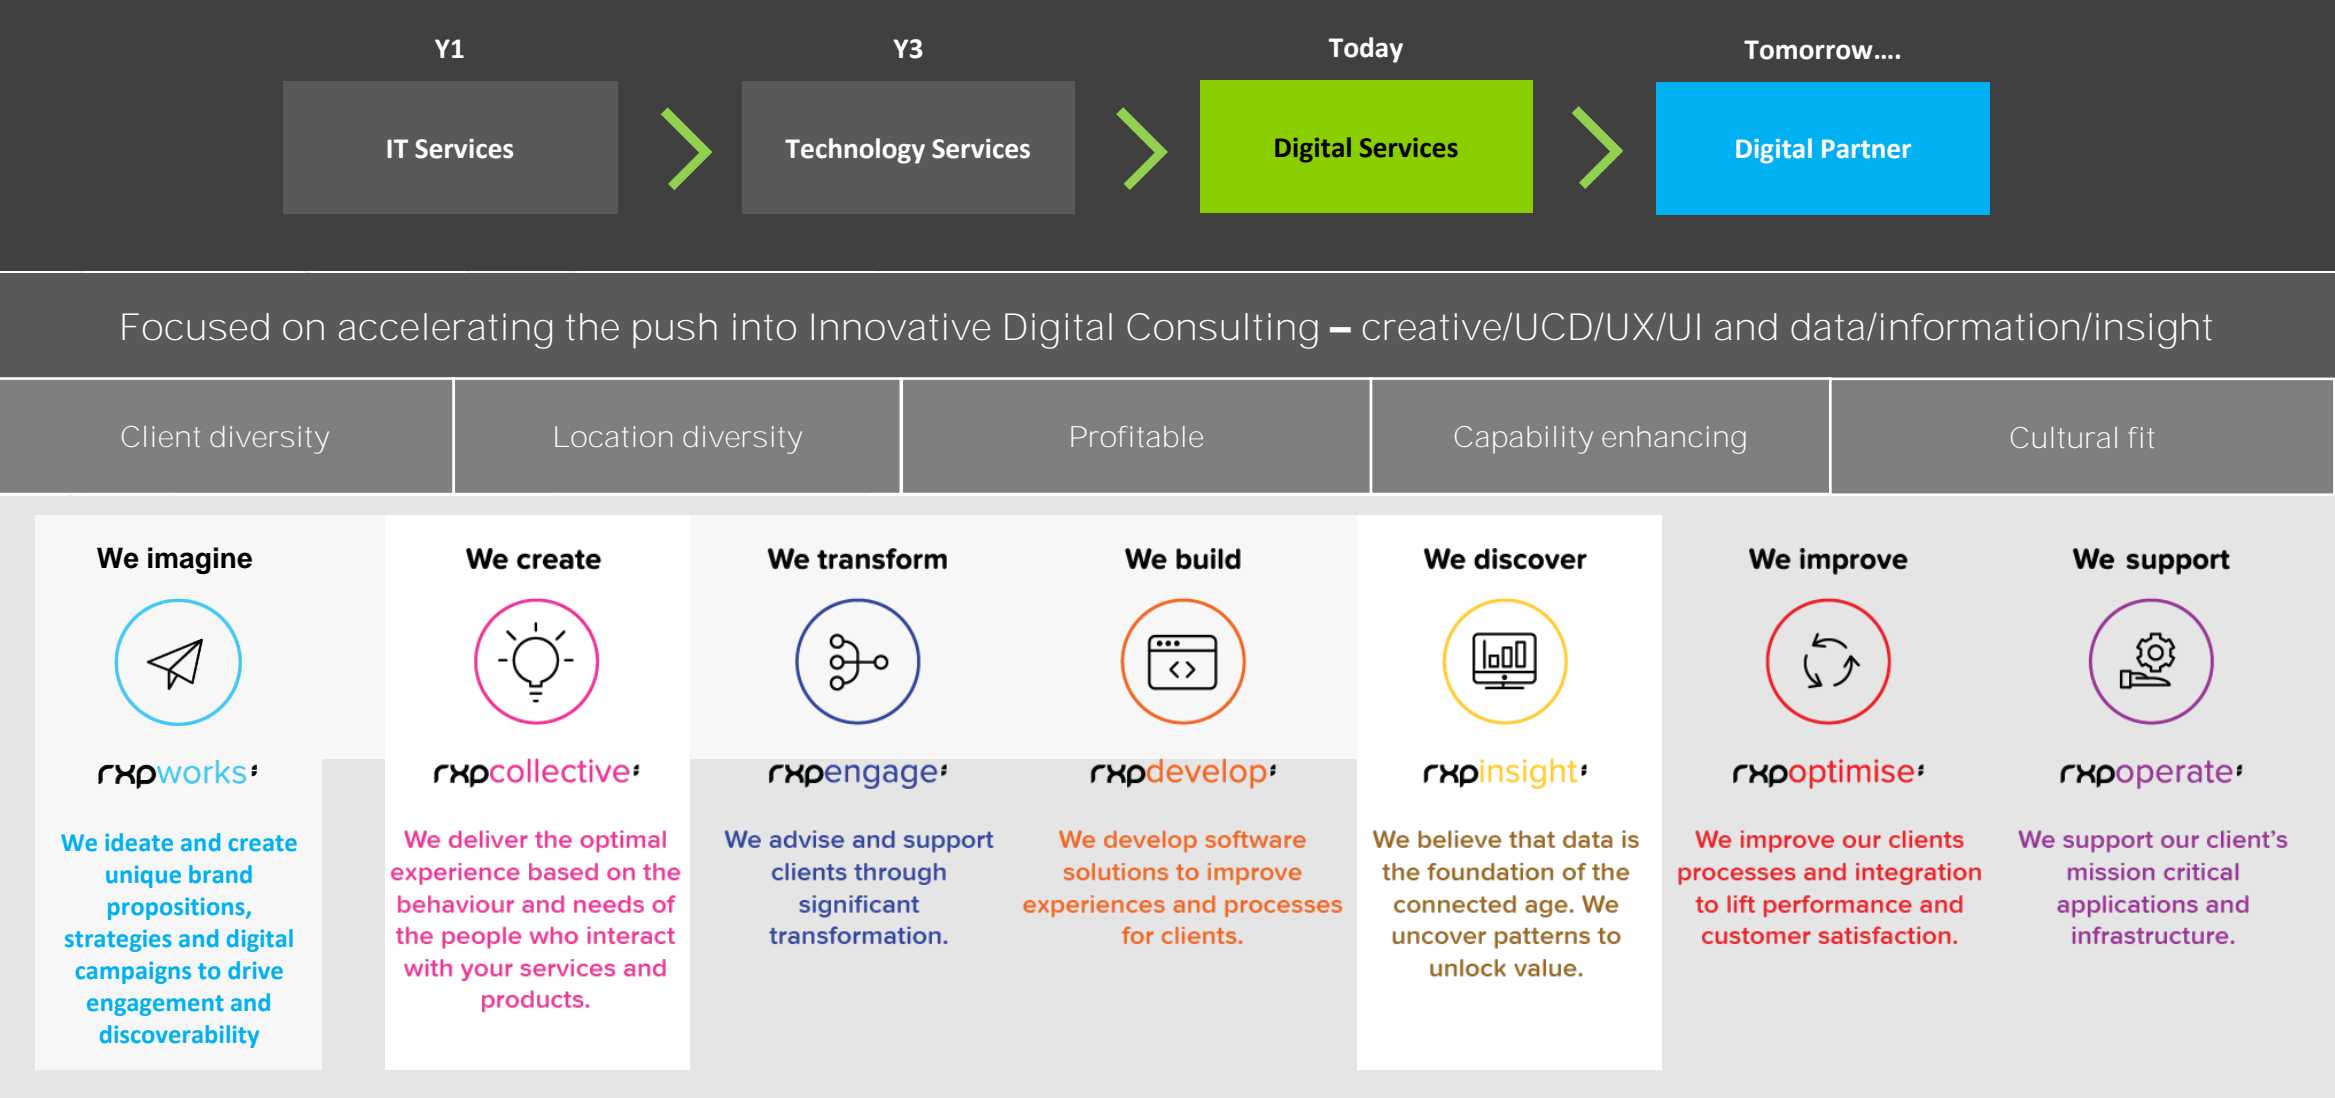 Y1
Y3
Today
Tomorrow....
IT Services
Technology Services
Digital Services
Digital Partner
Focused on accelerating the push into Innovative Digital Consulting – creative/UCD/UX/UI and data/information/insight
Client diversity
Location diversity
Profitable
Capability enhancing
Cultural fit
We imagine
rxpworks:
We ideate and create
unique brand
propositions,
strategies and digital
campaigns to drive
engagement and
discoverability
We create
rxpcollective:
We deliver the optimal
experience based on the
behaviour and needs of
the people who interact
with your services and
products.
We transform
rxpengage:
We advise and support
clients through
significant
transformation.
We build
rxpdevelop:
We develop software
solutions to improve
experiences and processes
for clients.
We discover
rxpinsight:
We believe that data is
the foundation of the
connected age. We
uncover patterns to
unlock value.
We improve
rxpoptimise:
We improve our clients
processes and integration
to lift performance and
customer satisfaction.
We support
rxpoperate:
We support our client's
mission critical
applications and
infrastructure.